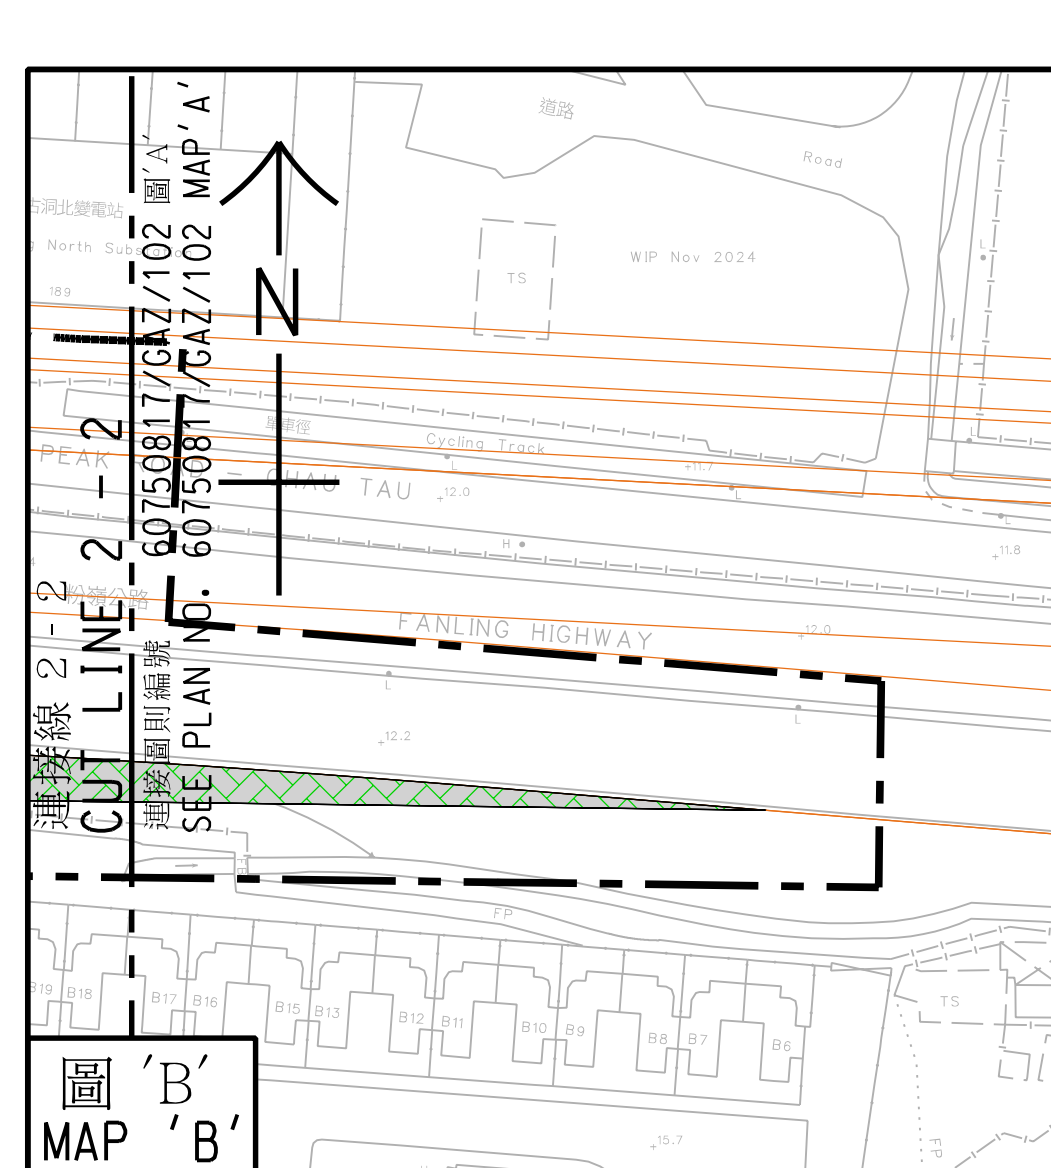 道路
Road
古洞北變電站
g North Substation
WIP Nov 2024
TS
L
189
N
單車徑
Cycling Track
L
L
+11.7
L
PEAK ROAD - CHAU TAU
+12.0
L
H
+11.8
粉嶺公路
FANLING HIGHWAY
+12.0
L
L
+12.2
連接線 2 - 2
CUT LINE 2 - 2
連接圖則編號 60750817/GAZ/102 圖'A'
SEE PLAN NO. 60750817/GAZ/102 MAP'A'
FP
B19
B18
B17
B16
B15
B13
B12
B11
B10
B9
B8
B7
B6
TS
FP
+15.7
圖 'B'
MAP 'B'